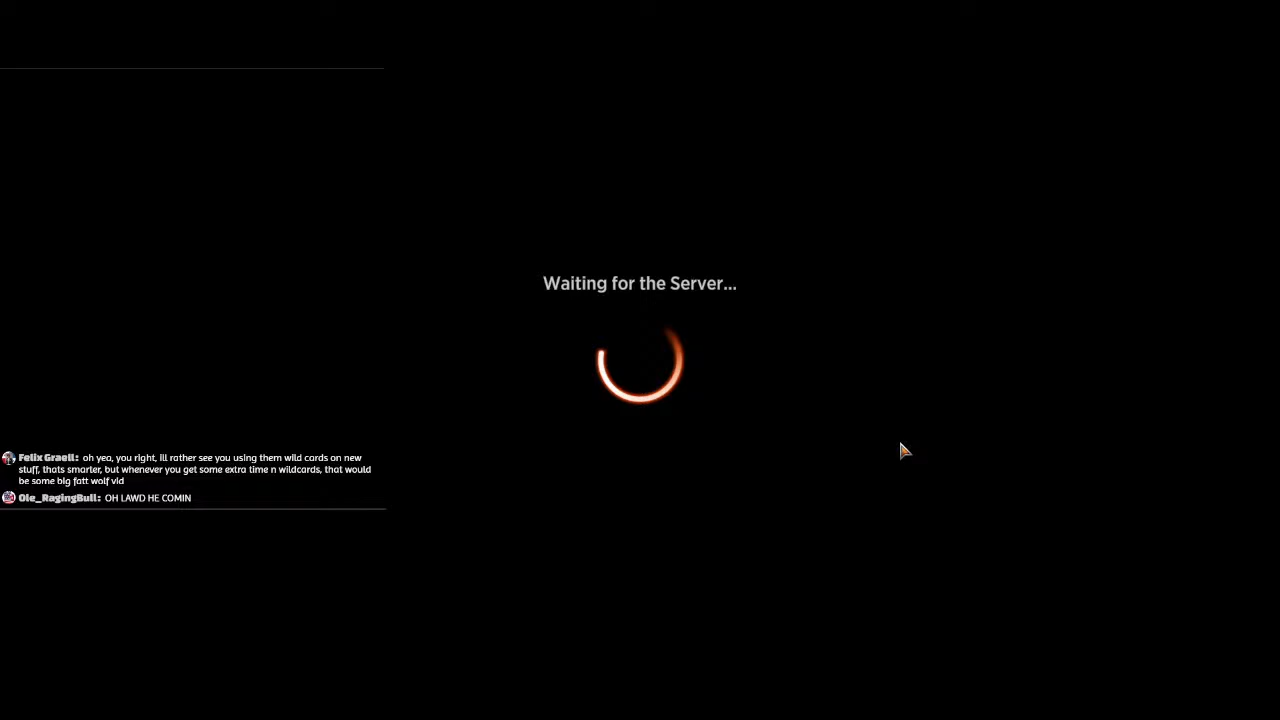 Waiting for the Server...
Felix Graell: oh yea, you right, ill rather see you using them wild cards on new
stuff, thats smarter, but whenever you get some extra time n wildcards, that would
be some big fatt wolf vid
Ole_RagingBull: OH LAWD HE COMIN